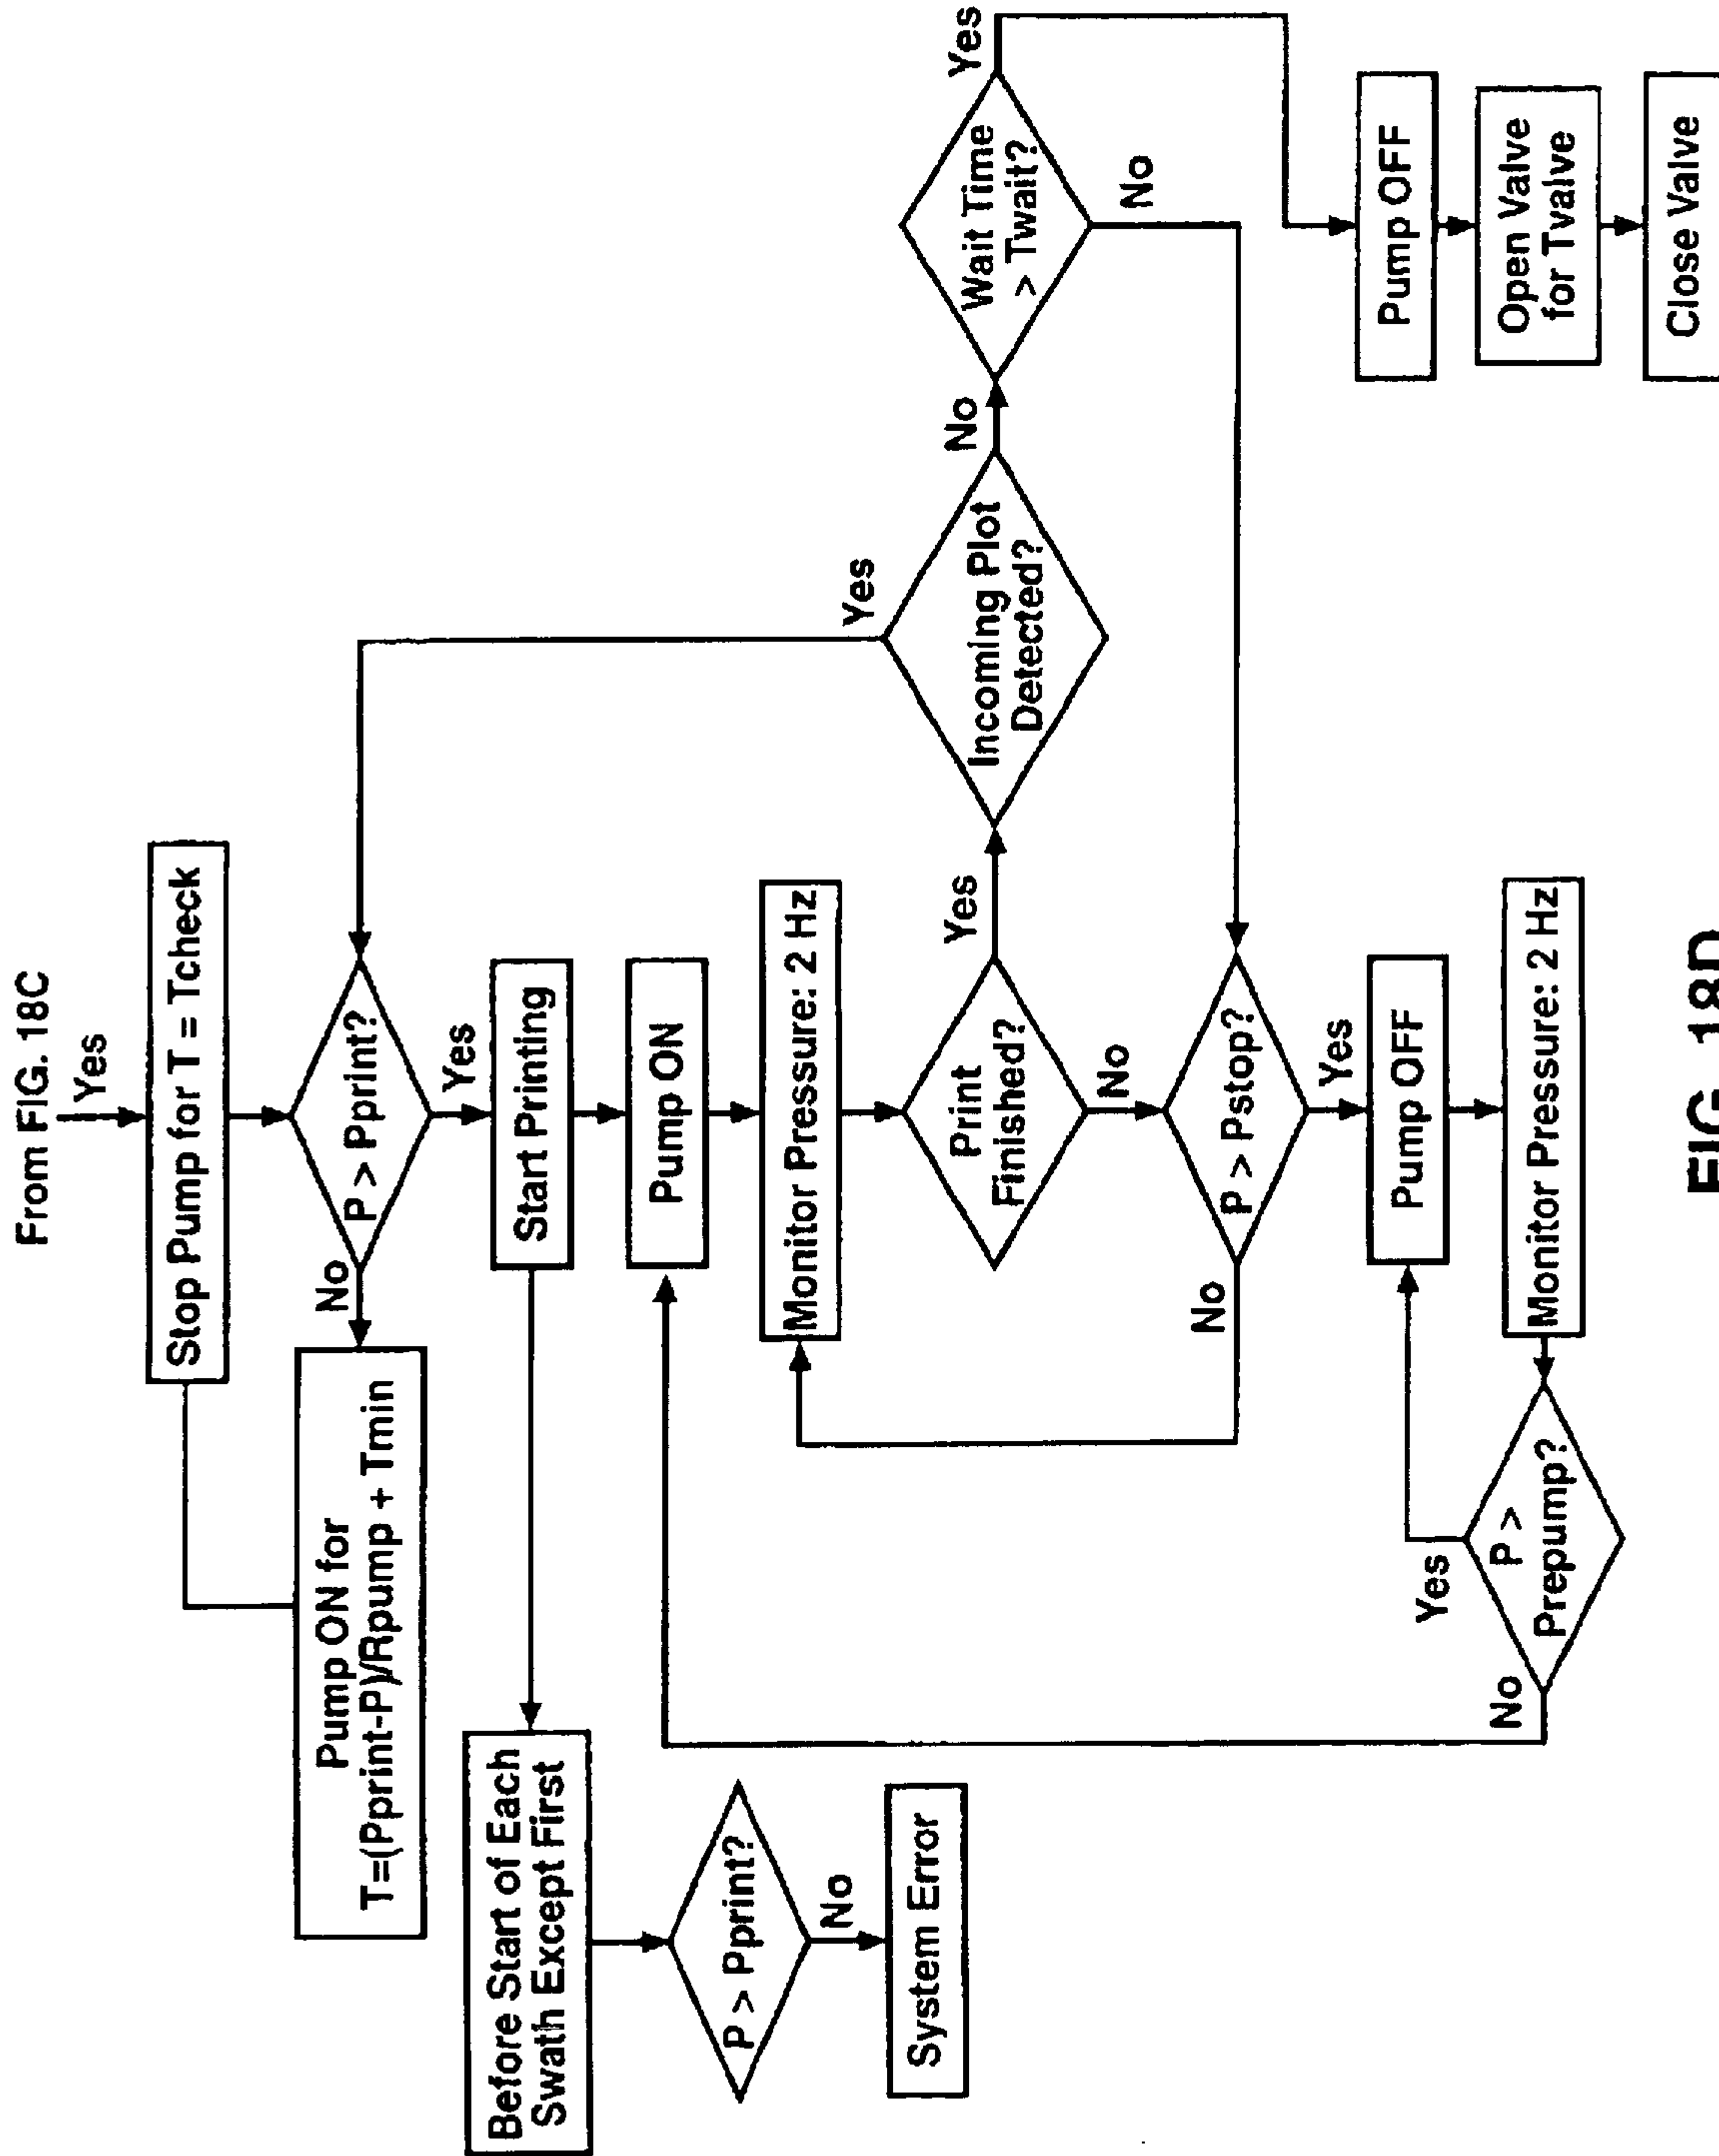 From FIG. 18C
Yes
Stop Pump for T = Tcheck
P > Pprint?
No
Pump ON for
T=(Pprint-P)/Rpump + Tmin
Yes
Start Printing
Before Start of Each
Swath Except First
P > Pprint?
No
System Error
Pump ON
Monitor Pressure: 2 Hz
Print
Finished?
Yes
Incoming Plot
Detected?
Yes
No
Wait Time
> Twait?
Yes
No
Pump OFF
Open Valve
for Tvalve
Close Valve
No
P > Pstop?
No
Yes
Pump OFF
Monitor Pressure: 2 Hz
P >
Prepump?
Yes
No
FIG. 18D